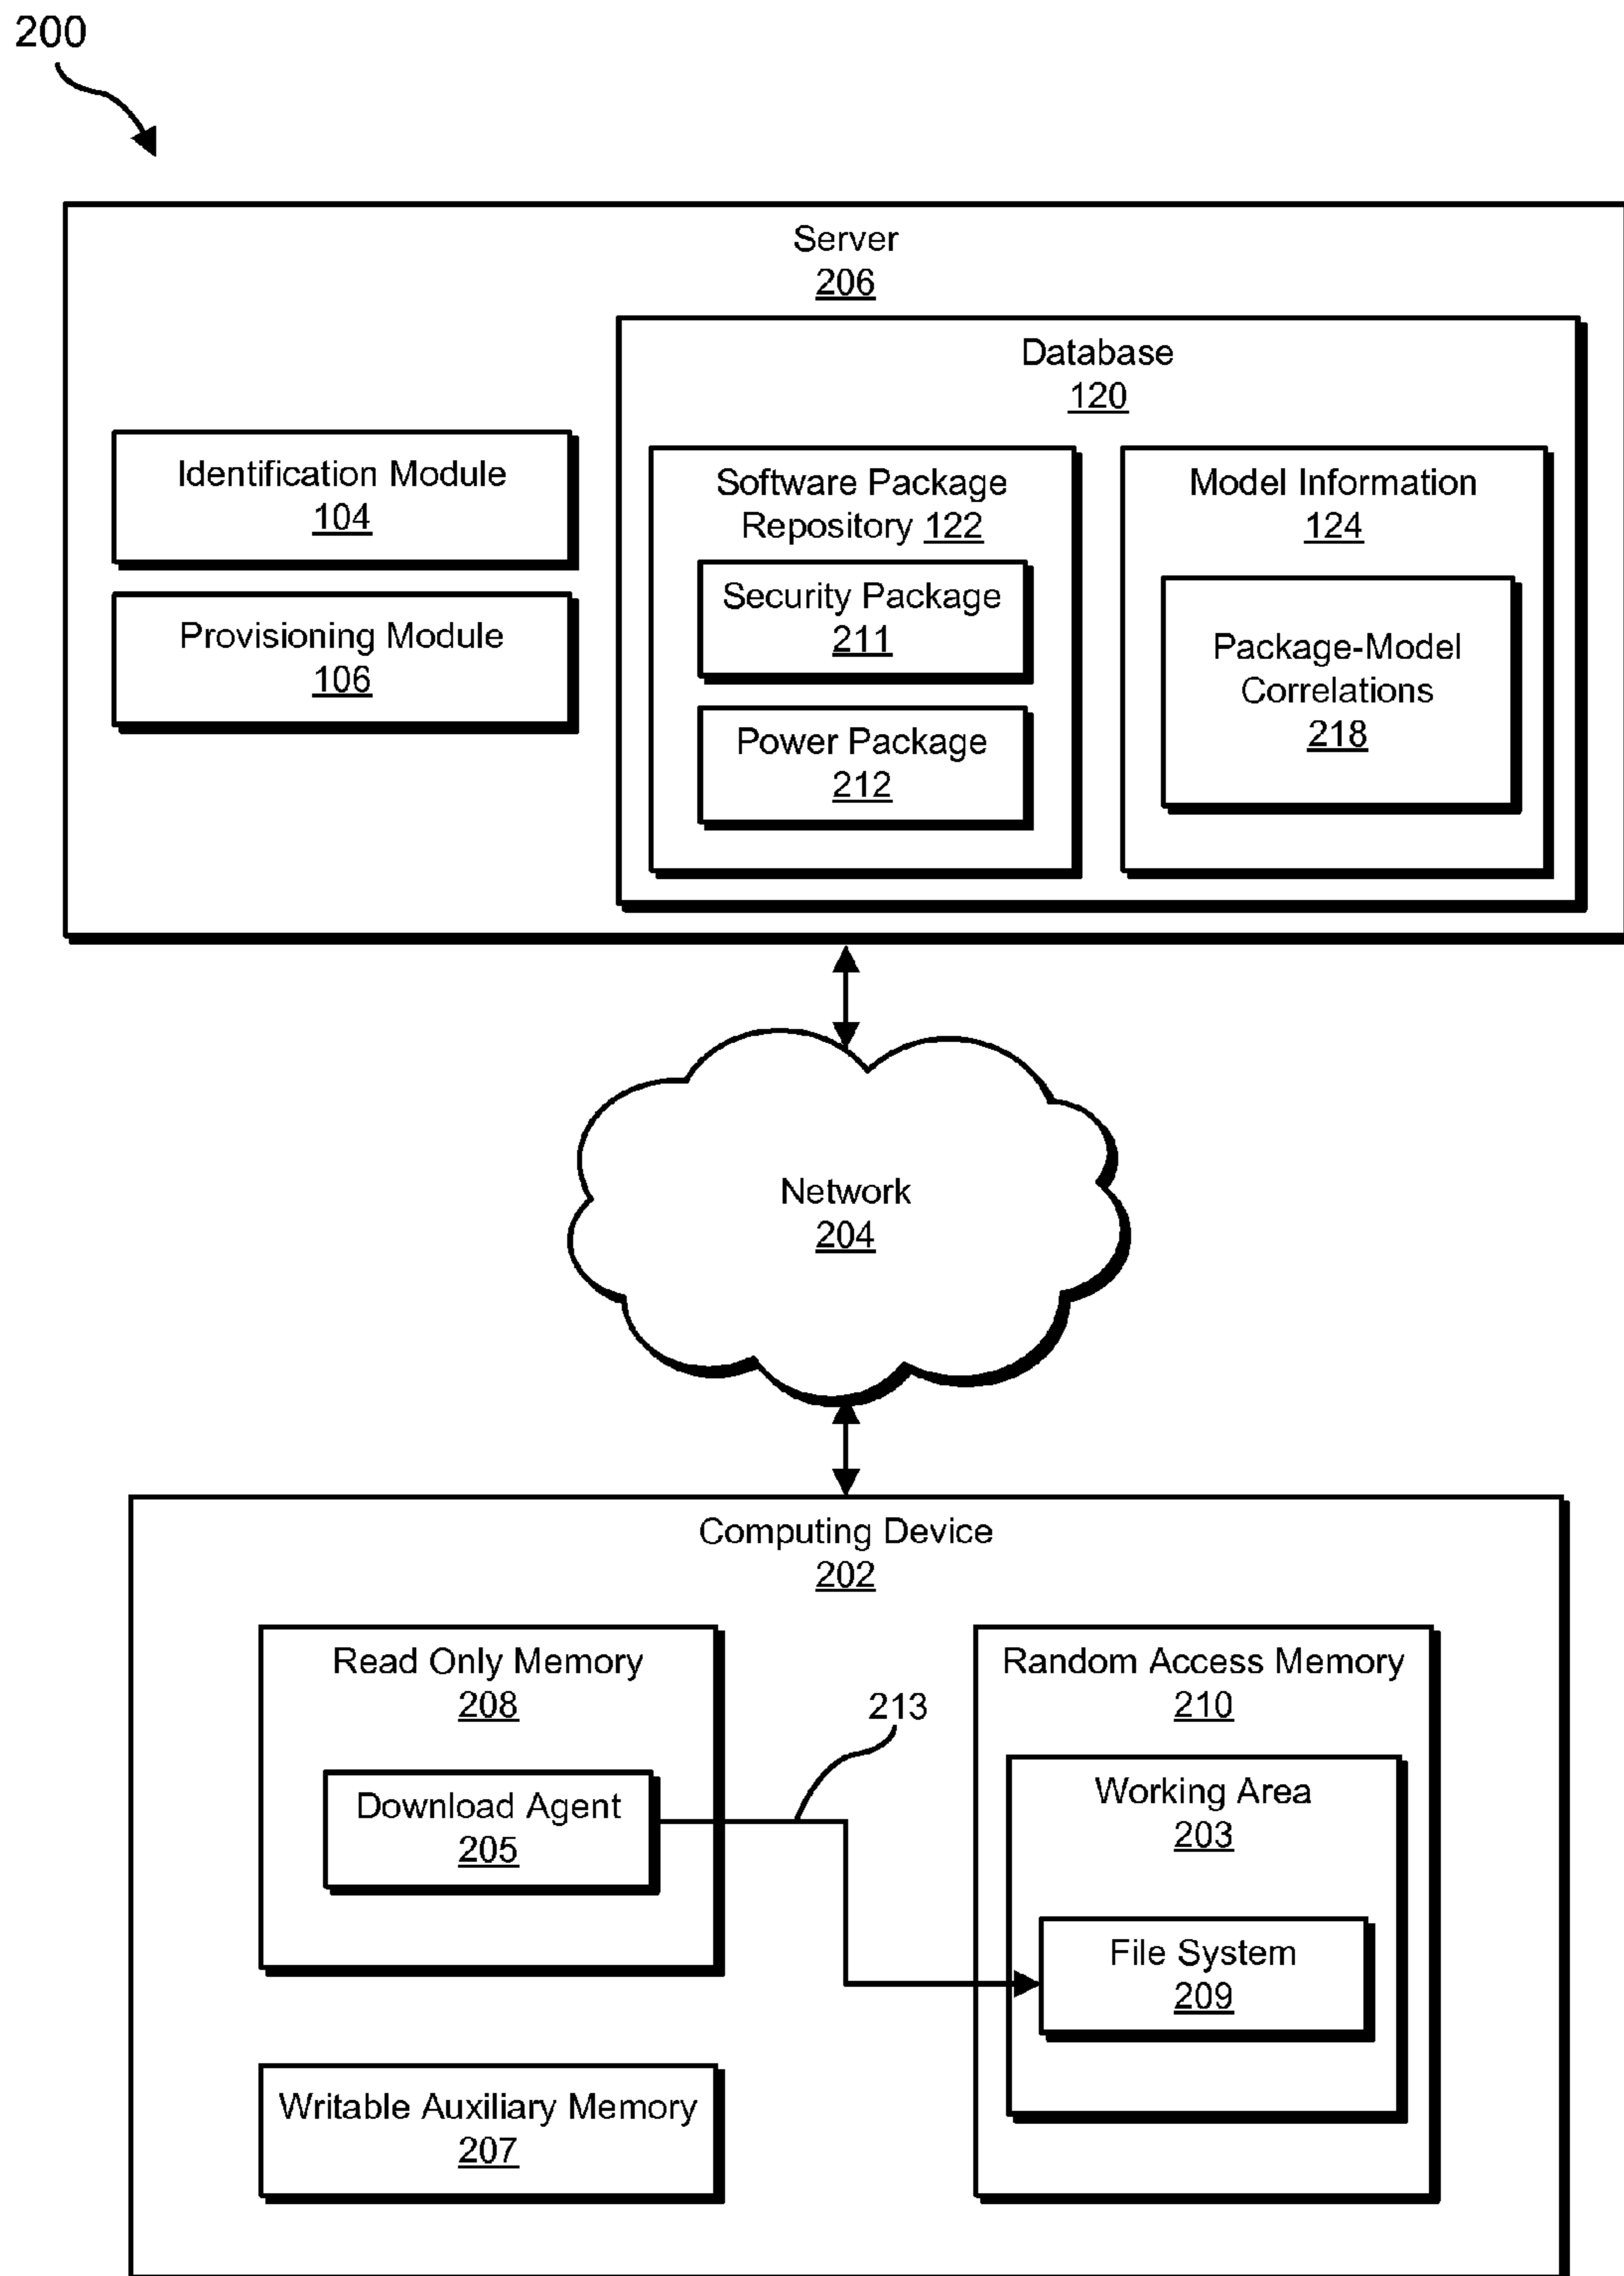 200
Server
206
Database
120
Identification Module
104
Provisioning Module
106
Software Package
Repository 122
Security Package
211
Power Package
212
Model Information
124
Package-Model
Correlations
218
Network
204
Computing Device
202
Read Only Memory
208
Download Agent
205
213
Random Access Memory
210
Working Area
203
File System
209
Writable Auxiliary Memory
207